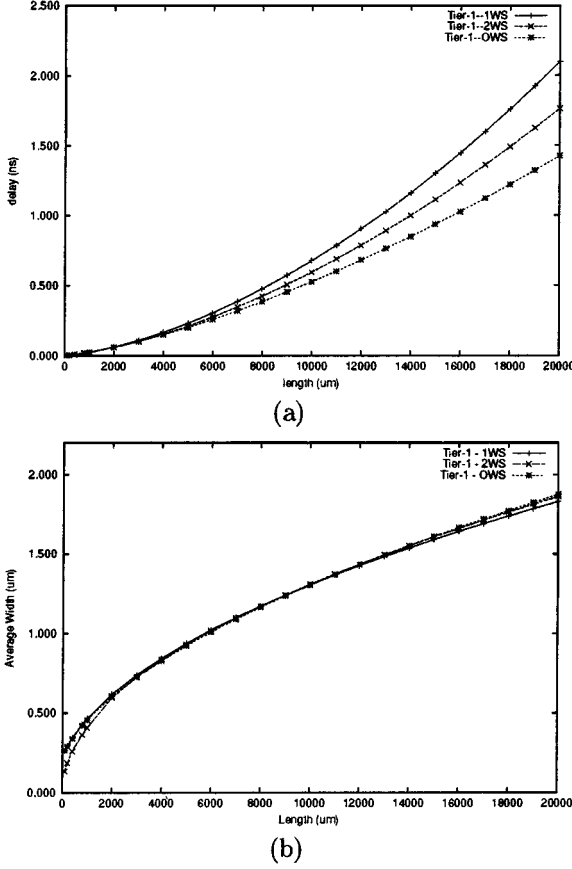 2.500
2.000
1.500
1.000
0.500
0.000
delay (ns)
Tier-1--1WS
Tier-1--2WS
Tier-1--OWS
0 2000 4000 6000 8000 10000 12000 14000 16000 18000 20000
length (um)
(a)
2.000
1.500
1.000
0.500
0.000
Average Width (um)
Tier-1 - 1WS
Tier-1 - 2WS
Tier-1 - OWS
0 2000 4000 6000 8000 10000 12000 14000 16000 18000 20000
Length (um)
(b)